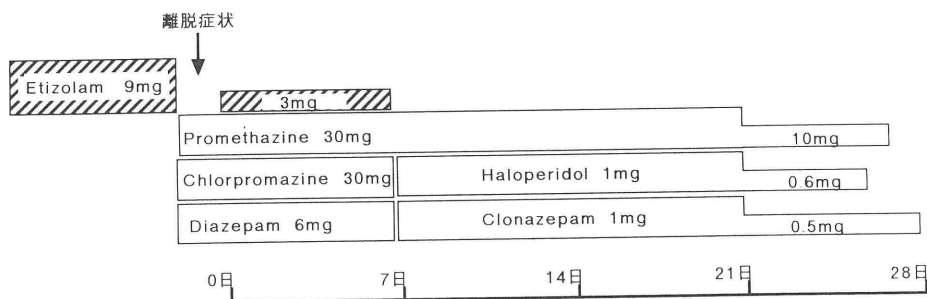 離脱症状
Etizolam 9mg
3mg
Promethazine 30mg
10mg
Chlorpromazine 30mg
Haloperidol 1mg
0.6mg
Diazepam 6mg
Clonazepam 1mg
0.5mg
0日 7日 14日 21日 28日